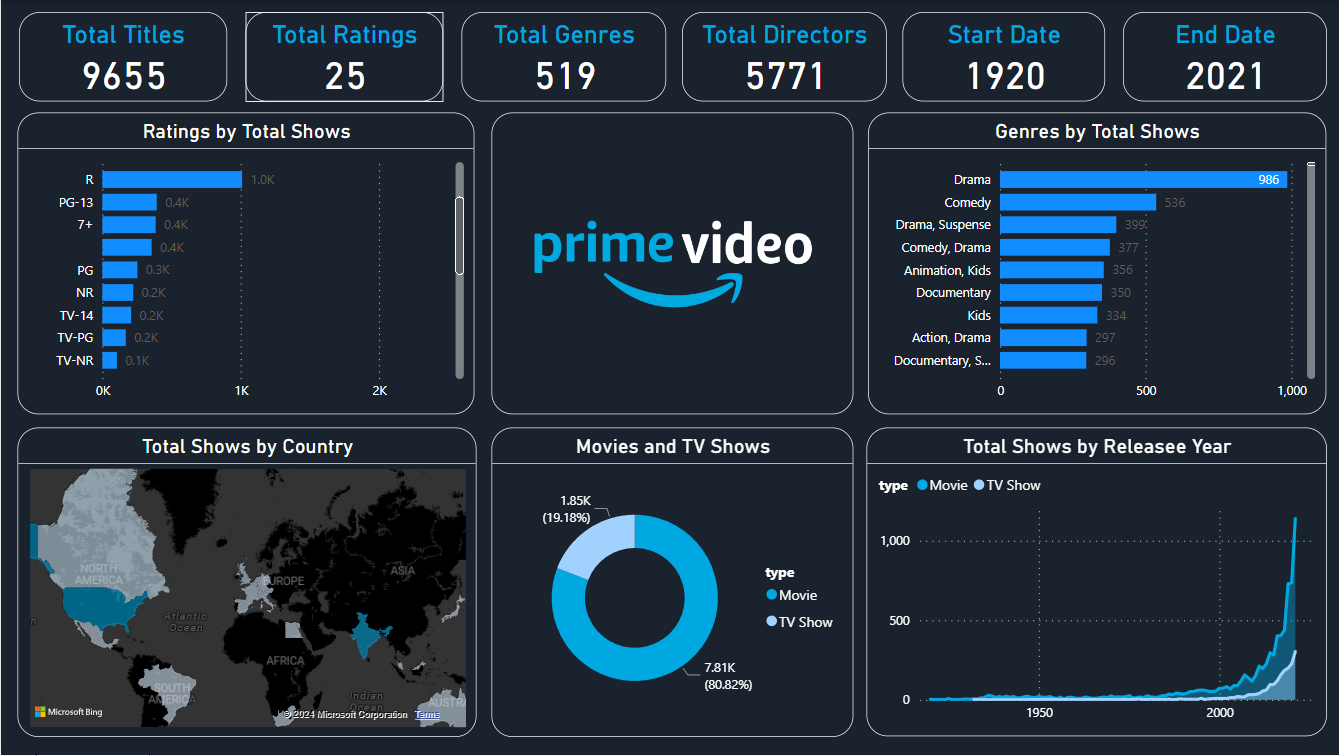 Total Titles
9655
Total Ratings
25
Total Genres
519
Total Directors
5771
Start Date
1920
End Date
2021
Ratings by Total Shows
R 1.0K
PG-13 0.4K
7+ 0.4K
0.4K
PG 0.3K
NR 0.2K
TV-14 0.2K
TV-PG 0.2K
TV-NR 0.1K
0K 1K 2K
prime video
Genres by Total Shows
Drama 986
Comedy 536
Drama, Suspense 399
Comedy, Drama 377
Animation, Kids 356
Documentary 350
Kids 334
Action, Drama 297
Documentary, S... 296
0 500 1,000
Total Shows by Country
NORTH
AMERICA
EUROPE
ASIA
Atlantic
Ocean
AFRICA
SOUTH
AMERICA
Indian
Ocean
AUSTRA
Microsoft Bing
© 2024 Microsoft Corporation Terms
Movies and TV Shows
1.85K
(19.18%)
type
Movie
TV Show
7.81K
(80.82%)
Total Shows by Releasee Year
type Movie TV Show
1,000
500
0
1950 2000